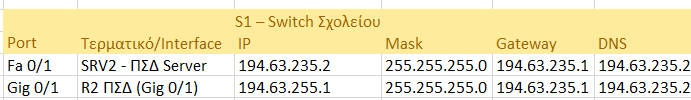 S1 – Switch Σχολείου
Port Τερματικό/Interface IP Mask Gateway DNS
Fa 0/1 SRV2 - ΠΣΔ Server 194.63.235.2 255.255.255.0 194.63.235.1 194.63.235.2
Gig 0/1 R2 ΠΣΔ (Gig 0/1) 194.63.235.1 255.255.255.0 194.63.235.1 194.63.235.2